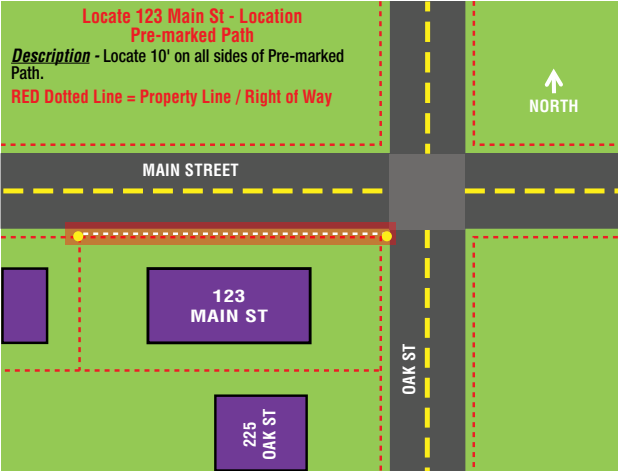 Locate 123 Main St - Location
Pre-marked Path
Description - Locate 10' on all sides of Pre-marked
Path.
RED Dotted Line = Property Line / Right of Way
NORTH
MAIN STREET
123
MAIN ST
OAK ST
225
OAK ST